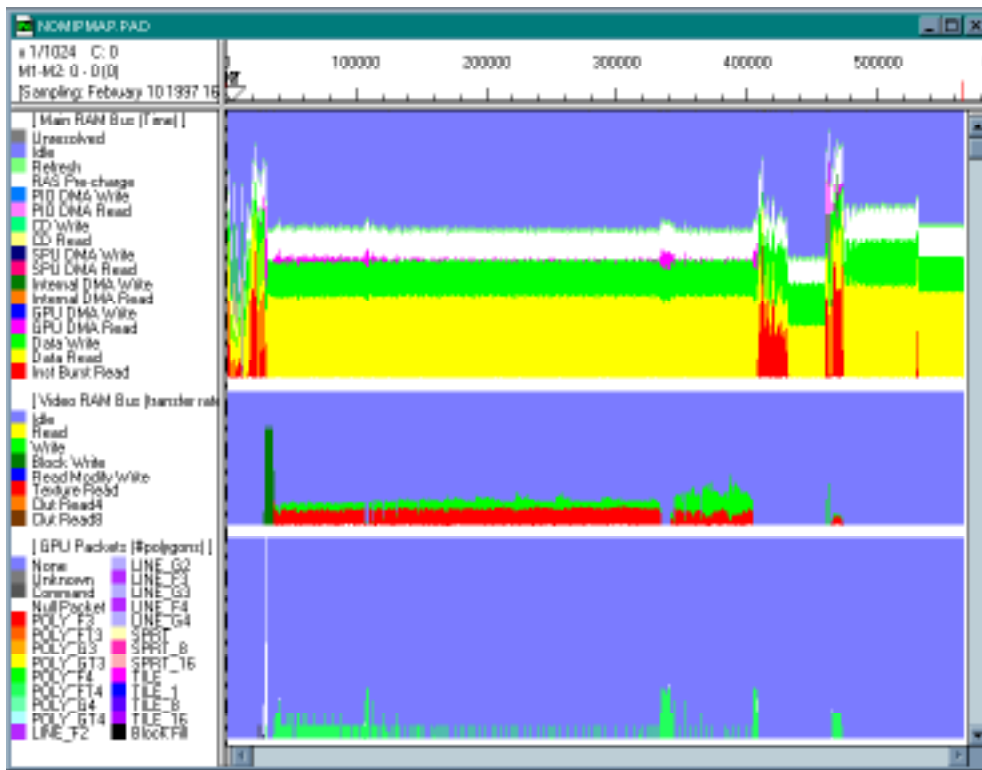 NOMIPMAP.PAD
x 1/1024 C: 0
M1-M2: 0 - 0(0)
[Sampling: February 10 1997 16
100000 200000 300000 400000 500000
[ Main RAM Bus (Time) ]
Unresolved
Idle
Refresh
RAS Pre-charge
PIO DMA Write
PIO DMA Read
CD Write
CD Read
SPU DMA Write
SPU DMA Read
Internal DMA Write
Internal DMA Read
GPU DMA Write
GPU DMA Read
Data Write
Data Read
Inst Burst Read
[ Video RAM Bus (transfer rate
Idle
Read
Write
Block Write
Read Modify Write
Texture Read
Clut Read4
Clut Read8
[ GPU Packets (#polygons) ]
None LINE_G2
Unknown LINE_F3
Command LINE_G3
Null Packet LINE_F4
POLY_F3 LINE_G4
POLY_FT3 SPRT
POLY_G3 SPRT_8
POLY_GT3 SPRT_16
POLY_F4 TILE
POLY_FT4 TILE_1
POLY_G4 TILE_8
POLY_GT4 TILE_16
LINE_F2 Block Fill